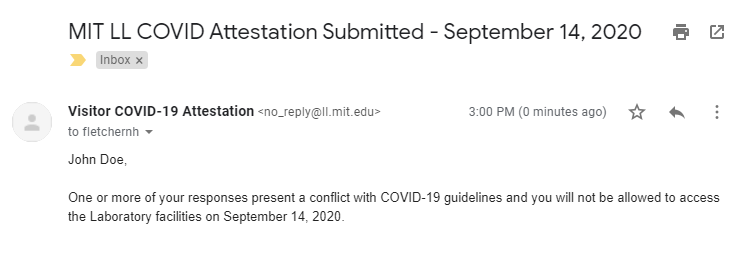 MIT LL COVID Attestation Submitted - September 14, 2020
Inbox ×
Visitor COVID-19 Attestation <no_reply@ll.mit.edu> 3:00 PM (0 minutes ago)
to fletchernh
John Doe,
One or more of your responses present a conflict with COVID-19 guidelines and you will not be allowed to access
the Laboratory facilities on September 14, 2020.